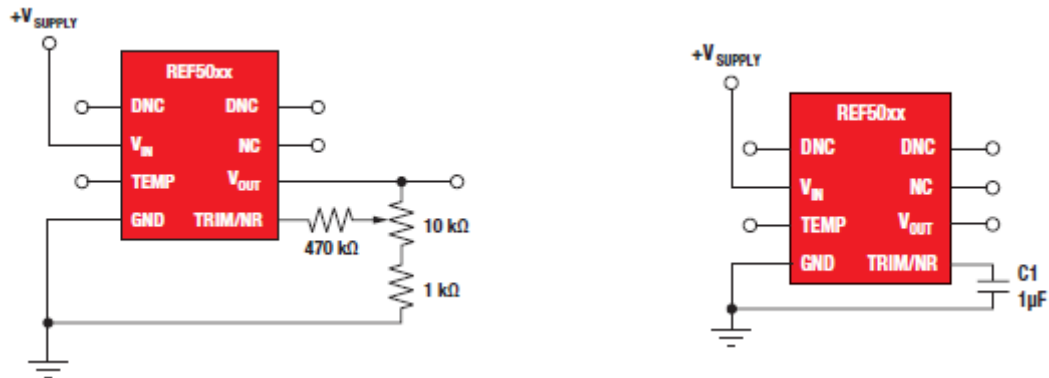 +VSUPPLY
REF50xx
DNC DNC
VIN NC
TEMP VOUT
GND TRIM/NR
10 kΩ
470 kΩ
1 kΩ
+VSUPPLY
REF50xx
DNC DNC
VIN NC
TEMP VOUT
GND TRIM/NR
C1
1µF